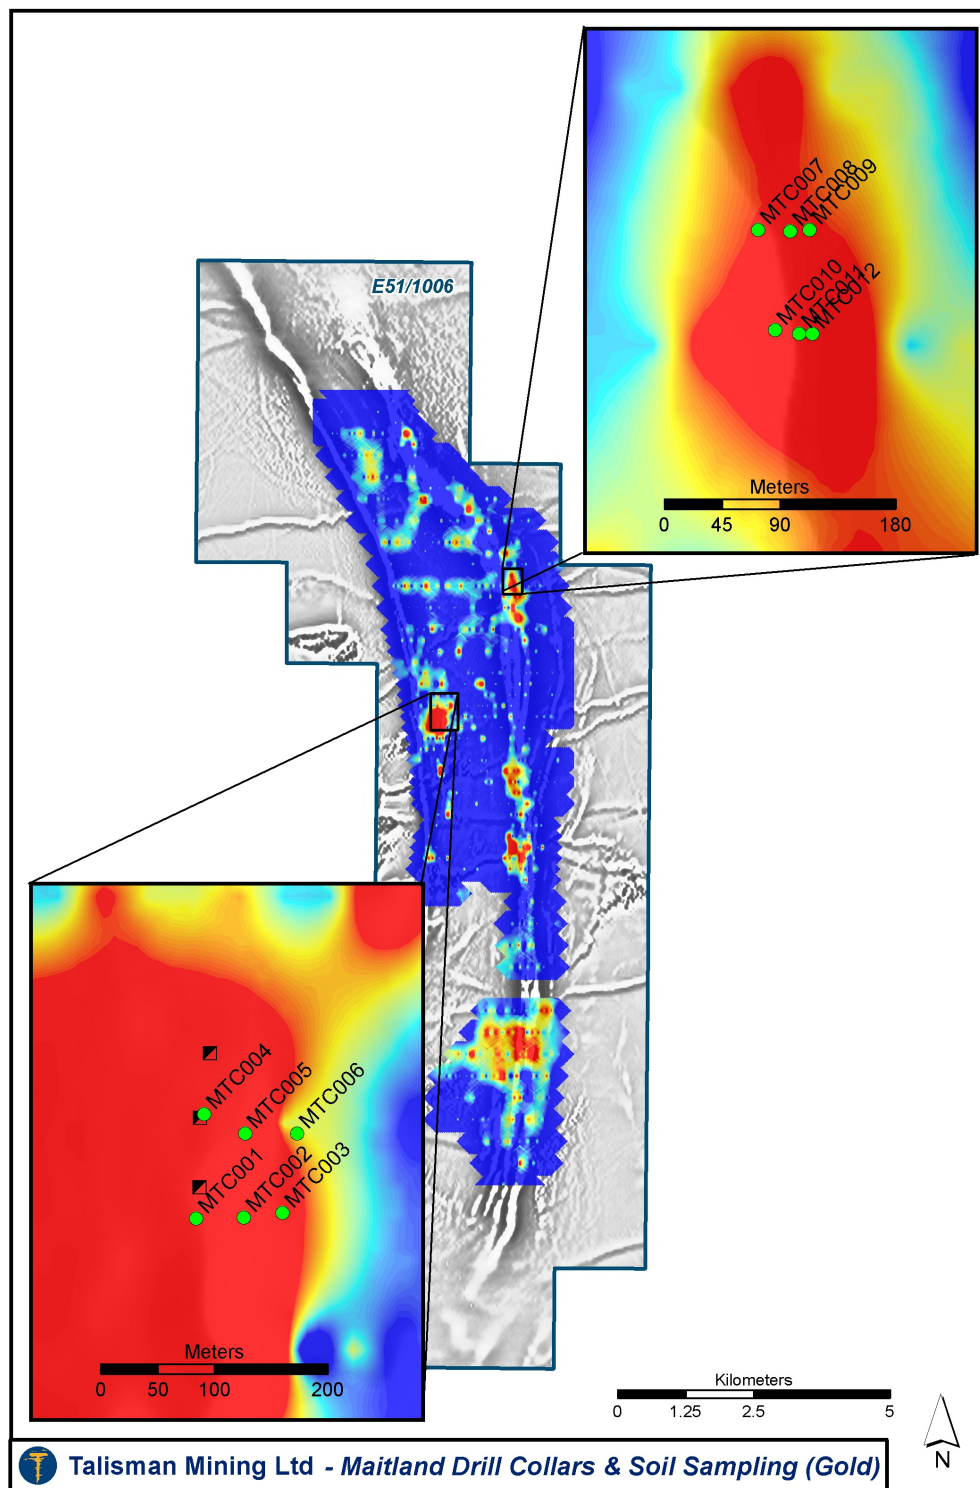 MTC007
MTC008
MTC009
MTC010
MTC011
MTC012
Meters
0 45 90 180
E51/1006
MTC004
MTC005
MTC006
MTC001
MTC002
MTC003
Meters
0 50 100 200
Kilometers
0 1.25 2.5 5
N
Talisman Mining Ltd - Maitland Drill Collars & Soil Sampling (Gold)